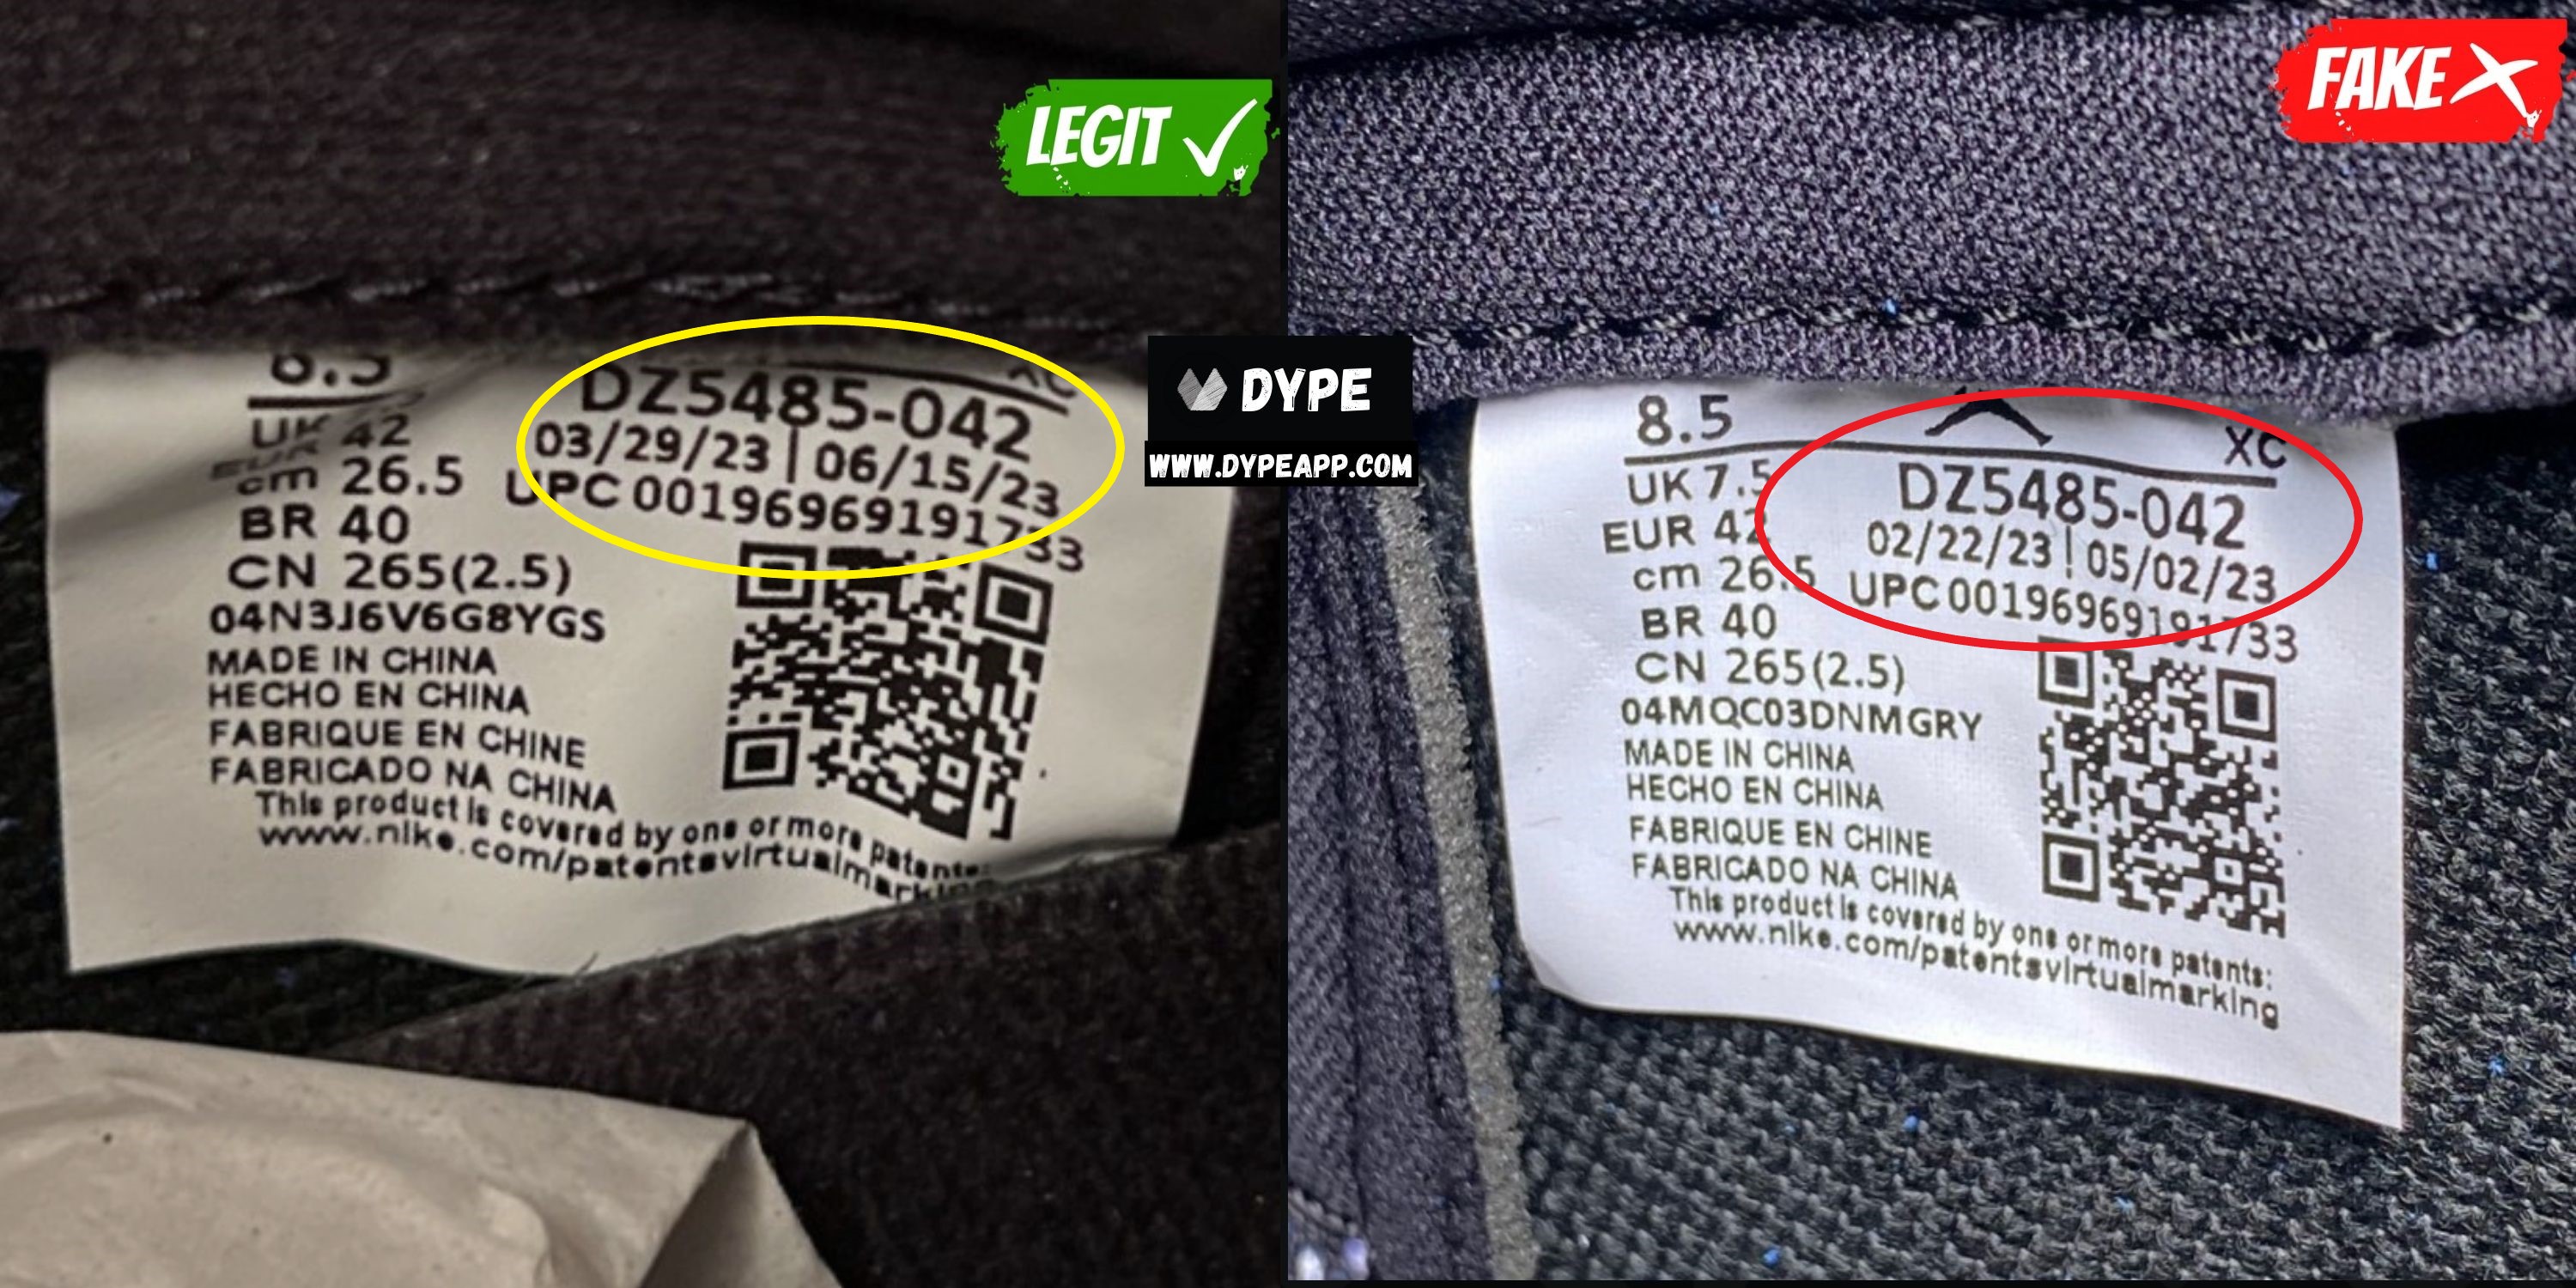 LEGIT
6.5
XC
DZ5485-042
03/29/23 | 06/15/23
UPC 00196969191733
UK 42
EUR
cm 26.5
BR 40
CN 265(2.5)
04N3J6V6G8YGS
MADE IN CHINA
HECHO EN CHINA
FABRIQUE EN CHINE
FABRICADO NA CHINA
This product is covered by one or more patents:
www.nike.com/patentsvirtualmarking
DYPE
WWW.DYPEAPP.COM
FAKE
8.5
XC
UK 7.5
EUR 42
cm 26.5
BR 40
CN 265(2.5)
DZ5485-042
02/22/23 | 05/02/23
UPC 00196969191733
04MQC03DNMGRY
MADE IN CHINA
HECHO EN CHINA
FABRIQUE EN CHINE
FABRICADO NA CHINA
This product is covered by one or more patents:
www.nike.com/patentsvirtualmarking